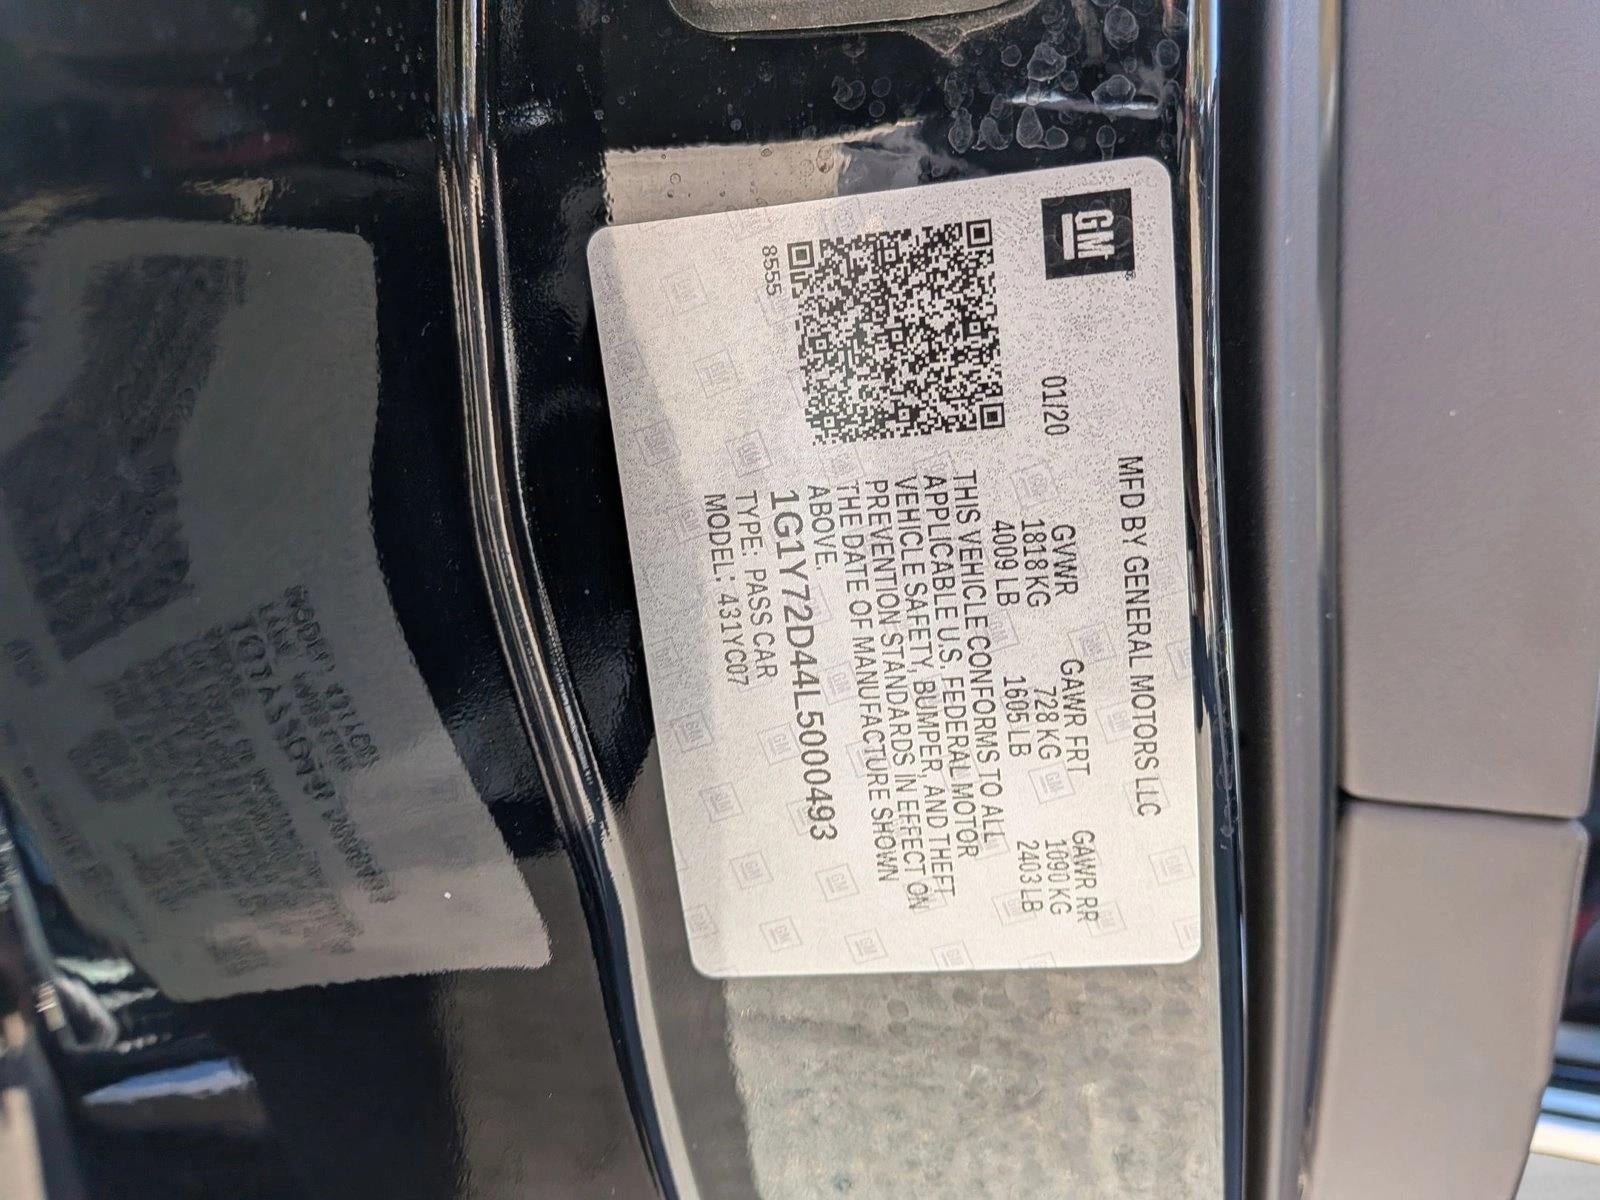 GM
MFD BY GENERAL MOTORS LLC
01/20
GVWR GAWR FRT GAWR RR
1818 KG 728 KG 1090 KG
4009 LB 1605 LB 2403 LB
THIS VEHICLE CONFORMS TO ALL
APPLICABLE U.S. FEDERAL MOTOR
VEHICLE SAFETY, BUMPER, AND THEFT
PREVENTION STANDARDS IN EFFECT ON
THE DATE OF MANUFACTURE SHOWN
ABOVE.
1G1Y72D44L5000493
TYPE: PASS CAR
MODEL: 431YC07
8555